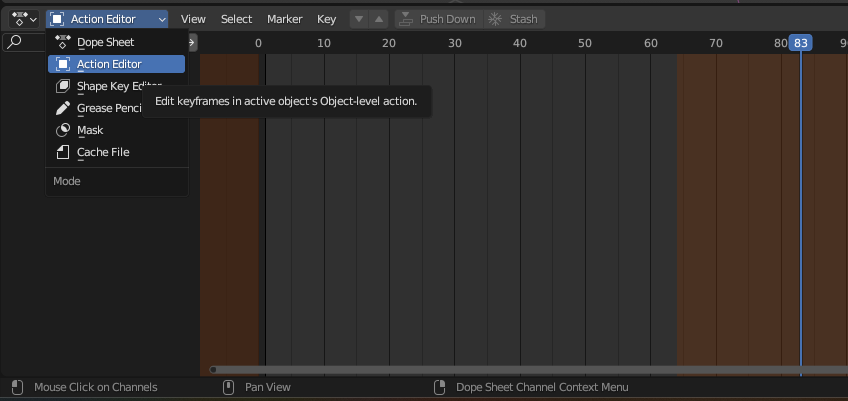 Action Editor View Select Marker Key Push Down Stash
0 10 20 30 40 50 60 70 80 83
Dope Sheet
Action Editor
Shape Key Editor
Edit keyframes in active object's Object-level action.
Grease Penci
Mask
Cache File
Mode
Mouse Click on Channels Pan View Dope Sheet Channel Context Menu